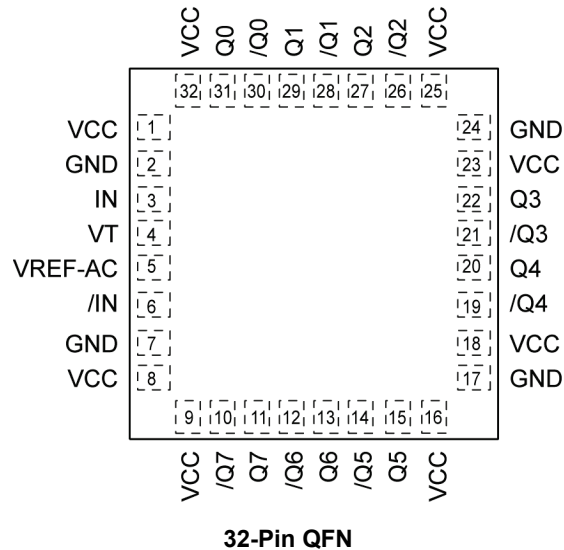 VCC Q0 /Q0 Q1 /Q1 Q2 /Q2 VCC
32 31 30 29 28 27 26 25
VCC 1 24 GND
GND 2 23 VCC
IN 3 22 Q3
VT 4 21 /Q3
VREF-AC 5 20 Q4
/IN 6 19 /Q4
GND 7 18 VCC
VCC 8 17 GND
9 10 11 12 13 14 15 16
VCC /Q7 Q7 /Q6 Q6 /Q5 Q5 VCC
32-Pin QFN